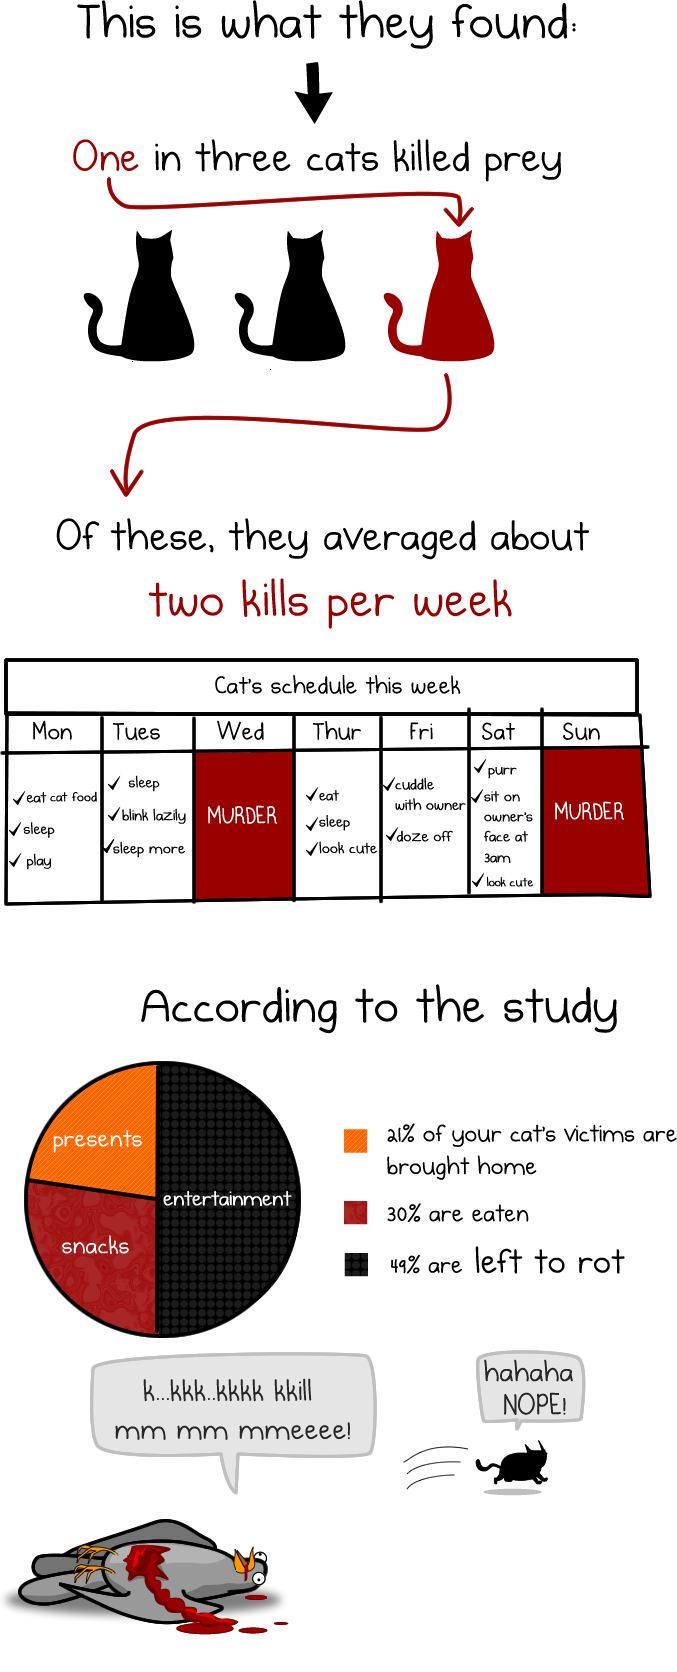 This is what they found:
One in three cats killed prey
Of these, they averaged about
two kills per week
Cat's schedule this week
Mon Tues Wed Thur Fri Sat Sun
eat cat food
sleep
play
sleep
blink lazily
sleep more
MURDER
eat
sleep
look cute
cuddle
with owner
doze off
purr
sit on
owner's
face at
3am
look cute
MURDER
According to the study
presents
entertainment
snacks
21% of your cat's victims are
brought home
30% are eaten
49% are left to rot
k...kkk..kkkk kkill
mm mm mmeeee!
hahaha
NOPE!